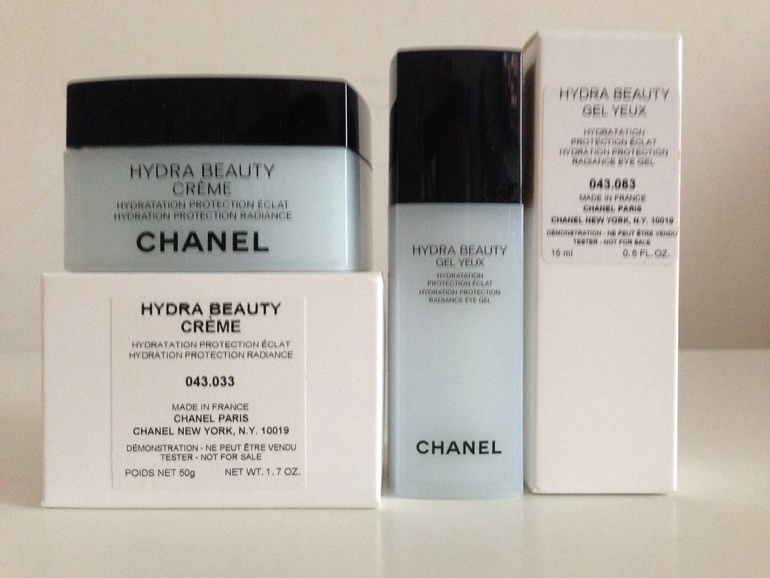 HYDRA BEAUTY
CRÈME
HYDRATATION PROTECTION ÉCLAT
HYDRATION PROTECTION RADIANCE
CHANEL
HYDRA BEAUTY
CRÈME
HYDRATATION PROTECTION ÉCLAT
HYDRATION PROTECTION RADIANCE
043.033
MADE IN FRANCE
CHANEL PARIS
CHANEL NEW YORK, N.Y. 10019
DÉMONSTRATION - NE PEUT ÊTRE VENDU
TESTER - NOT FOR SALE
POIDS NET 50g NET WT. 1.7 OZ.
HYDRA BEAUTY
GEL YEUX
HYDRATATION
PROTECTION ÉCLAT
HYDRATION PROTECTION
RADIANCE EYE GEL
CHANEL
HYDRA BEAUTY
GEL YEUX
HYDRATATION
PROTECTION ÉCLAT
HYDRATION PROTECTION
RADIANCE EYE GEL
043.083
MADE IN FRANCE
CHANEL PARIS
CHANEL NEW YORK, N.Y. 10019
DÉMONSTRATION - NE PEUT ÊTRE VENDU
TESTER - NOT FOR SALE
15 ml 0.5 FL. OZ.